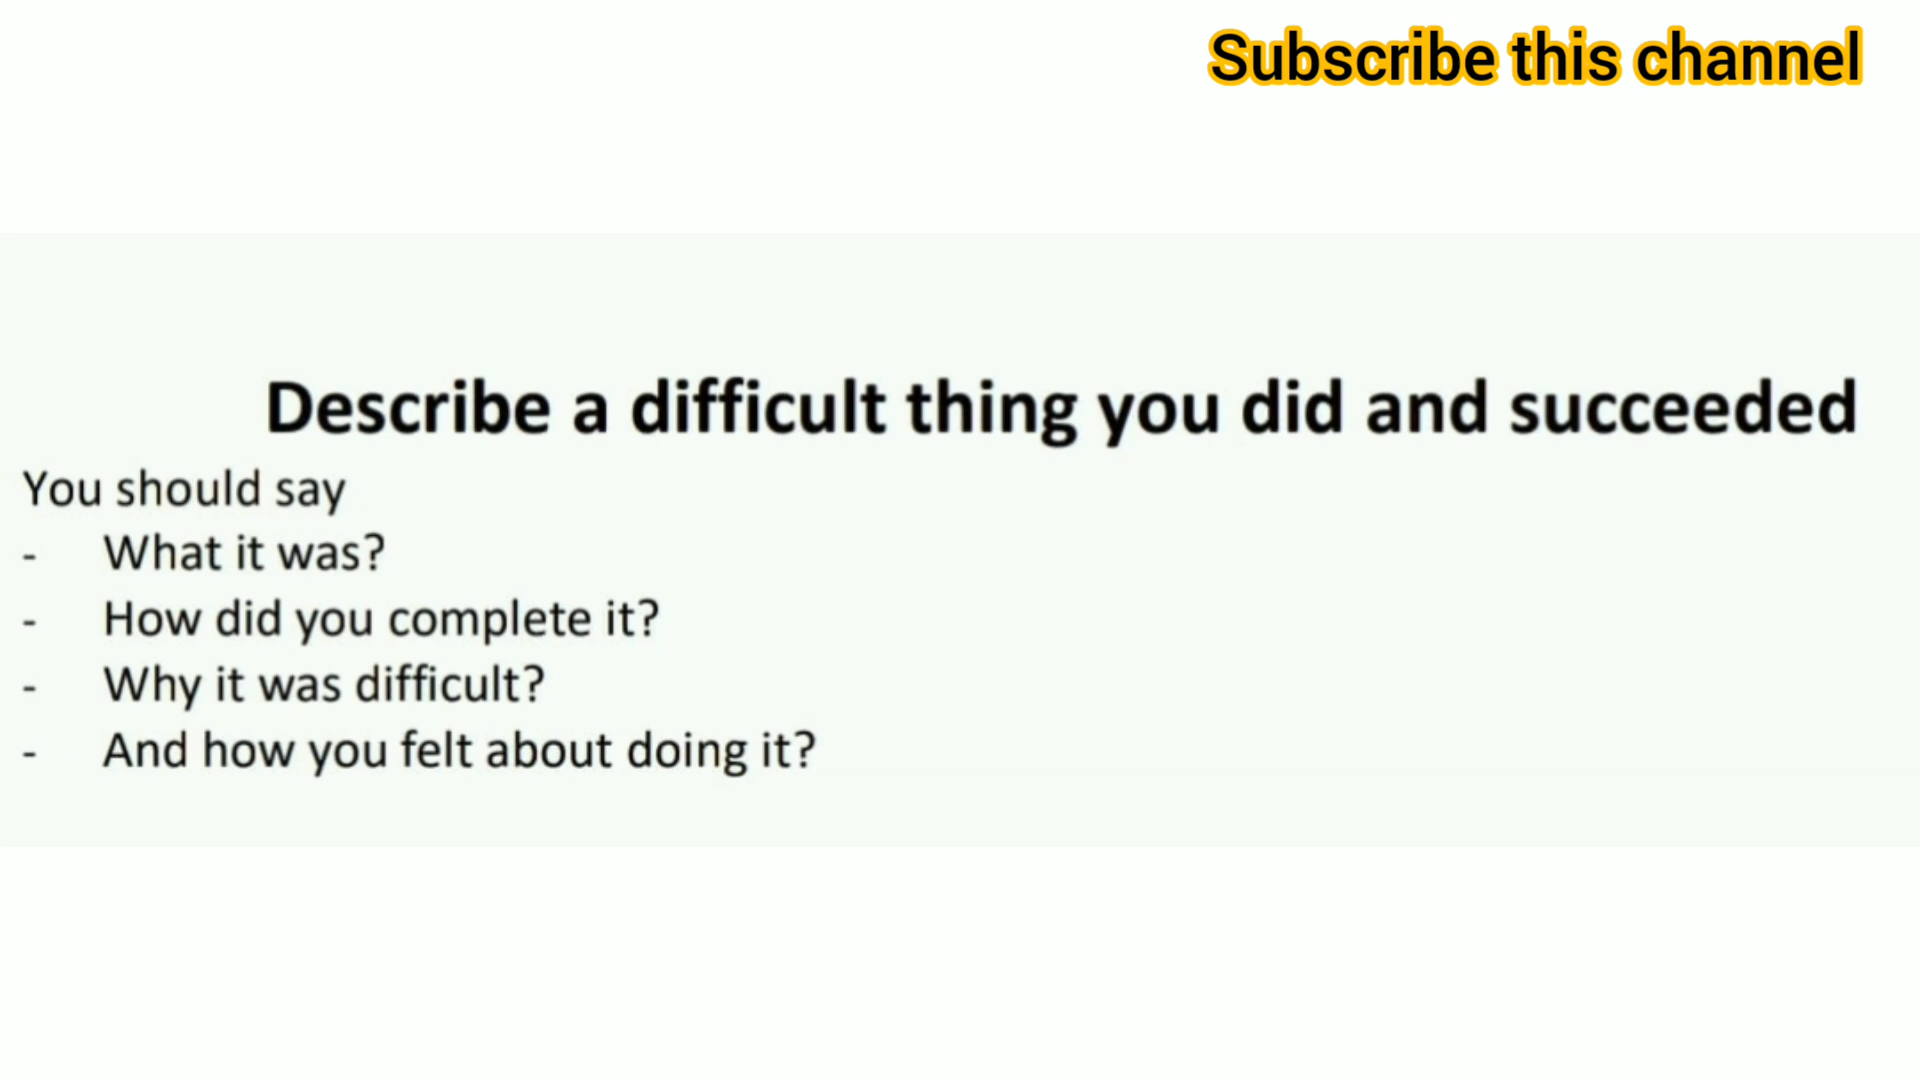 Subscribe this channel
Describe a difficult thing you did and succeeded
You should say
- What it was?
- How did you complete it?
- Why it was difficult?
- And how you felt about doing it?